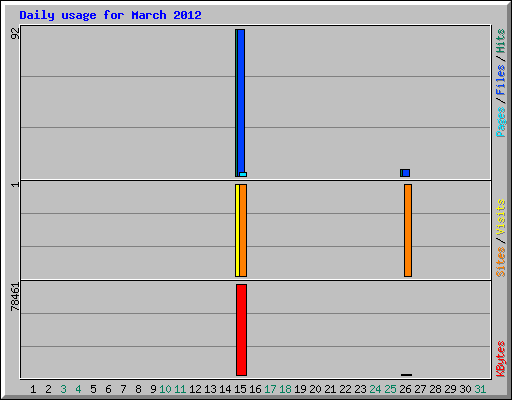 Daily usage for March 2012
92
1
78461
Pages / Files / Hits
Sites / Visits
KBytes
1 2 3 4 5 6 7 8 9 10 11 12 13 14 15 16 17 18 19 20 21 22 23 24 25 26 27 28 29 30 31